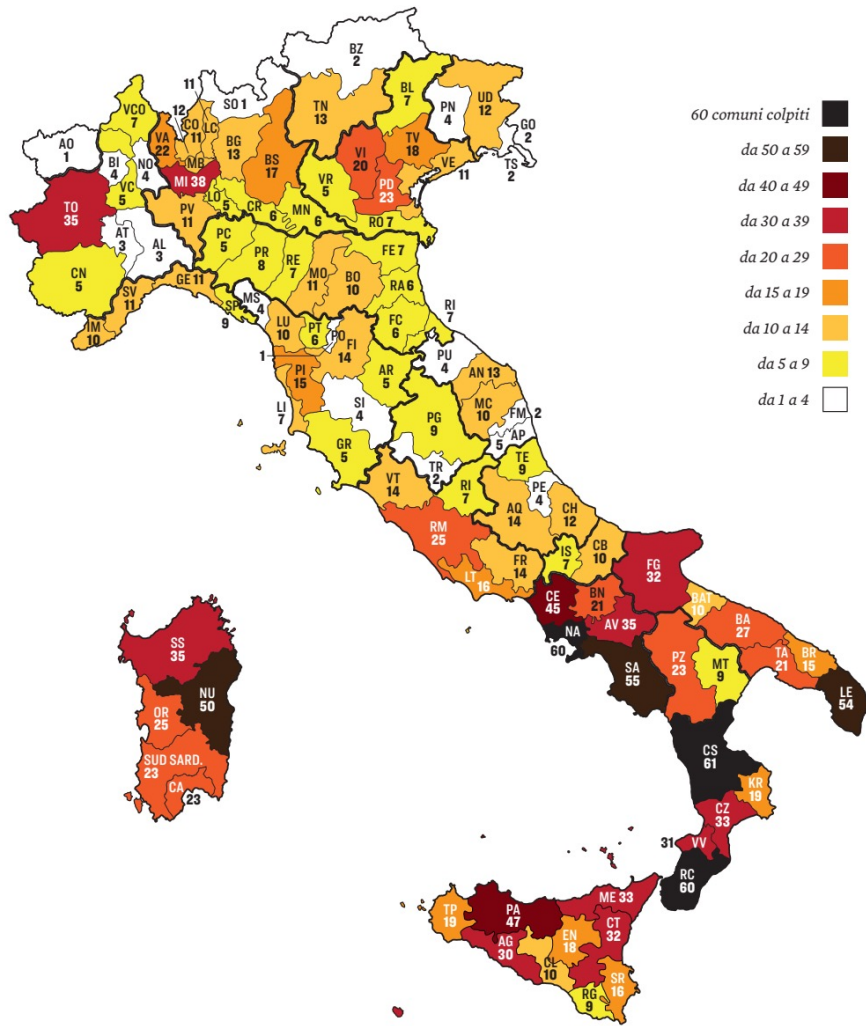 60 comuni colpiti
da 50 a 59
da 40 a 49
da 30 a 39
da 20 a 29
da 15 a 19
da 10 a 14
da 5 a 9
da 1 a 4
BZ
2
11
SO 1
12
VCO
7
VA
22
CO
11
LC
BG
13
TN
13
BL
7
PN
4
UD
12
GO
2
TS
2
AO
1
BI
4
NO
4
MB
MI 38
BS
17
VI
20
TV
18
VE
11
VC
5
VR
5
PD
23
TO
35
PV
11
LO
5
CR
6
MN
6
RO 7
AT
3
AL
3
PC
5
PR
8
RE
7
FE 7
CN
5
GE 11
MO
11
BO
10
RA 6
SV
11
IM
10
SP
9
MS
4
LU
10
PT
6
PO
1
FI
14
FC
6
RI
7
PU
4
AN 13
PI
15
AR
5
MC
10
LI
7
SI
4
PG
9
FM
2
AP
5
GR
5
TR
2
TE
9
VT
14
RI
7
PE
4
AQ
14
CH
12
RM
25
FR
14
IS
7
CB
10
FG
32
LT
16
CE
45
BN
21
BAT
10
BA
27
NA
60
AV 35
SS
35
SA
55
PZ
23
MT
9
TA
21
BR
15
LE
54
NU
50
OR
25
SUD SARD.
23
CA
23
CS
61
KR
19
CZ
33
31
VV
RC
60
TP
19
PA
47
ME 33
CT
32
AG
30
EN
18
CL
10
SR
16
RG
9